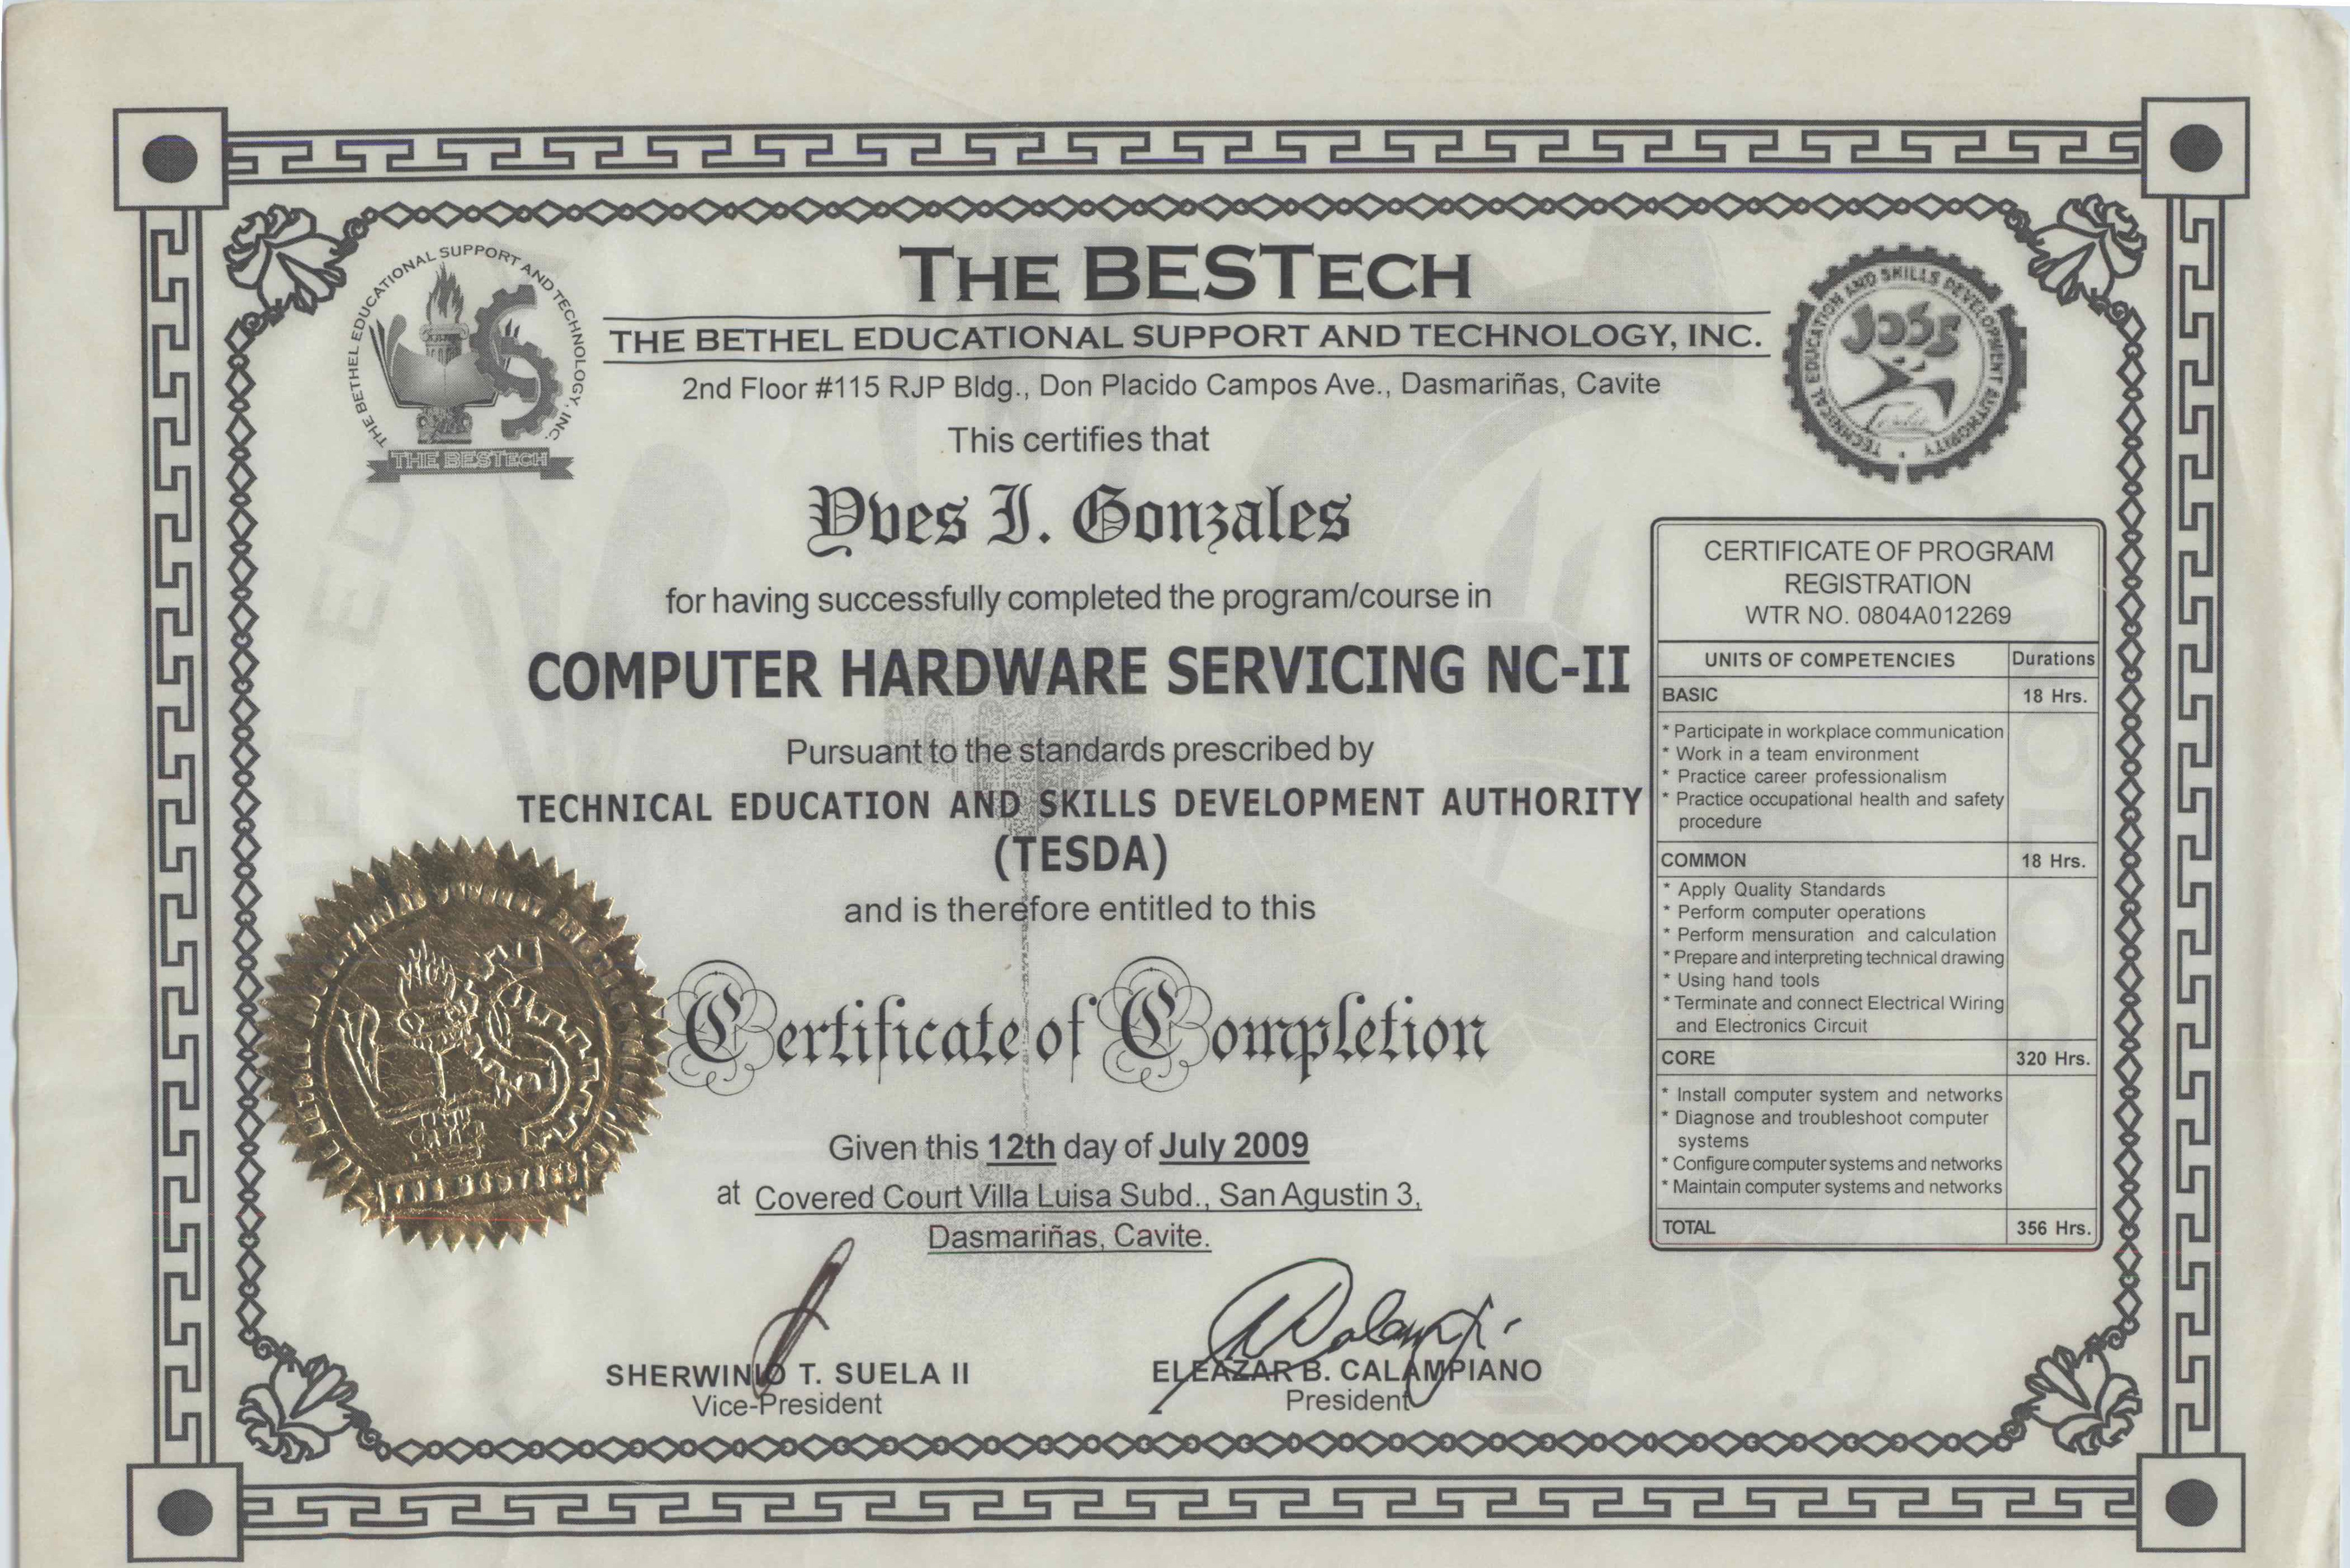 THE BETHEL EDUCATIONAL SUPPORT AND TECHNOLOGY, INC.
THE BESTECH
THE BESTECH
THE BETHEL EDUCATIONAL SUPPORT AND TECHNOLOGY, INC.
2nd Floor #115 RJP Bldg., Don Placido Campos Ave., Dasmariñas, Cavite
TECHNICAL EDUCATION AND SKILLS DEVELOPMENT AUTHORITY
JOBS
This certifies that
Yves I. Gonzales
for having successfully completed the program/course in
COMPUTER HARDWARE SERVICING NC-II
Pursuant to the standards prescribed by
TECHNICAL EDUCATION AND SKILLS DEVELOPMENT AUTHORITY
(TESDA)
and is therefore entitled to this
Certificate of Completion
Given this 12th day of July 2009
at Covered Court Villa Luisa Subd., San Agustin 3,
Dasmariñas, Cavite.
SHERWINIO T. SUELA II
Vice-President
ELEAZAR B. CALAMPIANO
President
CERTIFICATE OF PROGRAM
REGISTRATION
WTR NO. 0804A012269
UNITS OF COMPETENCIES Durations
BASIC 18 Hrs.
* Participate in workplace communication
* Work in a team environment
* Practice career professionalism
* Practice occupational health and safety
procedure
COMMON 18 Hrs.
* Apply Quality Standards
* Perform computer operations
* Perform mensuration and calculation
* Prepare and interpreting technical drawing
* Using hand tools
* Terminate and connect Electrical Wiring
and Electronics Circuit
CORE 320 Hrs.
* Install computer system and networks
* Diagnose and troubleshoot computer
systems
* Configure computer systems and networks
* Maintain computer systems and networks
TOTAL 356 Hrs.